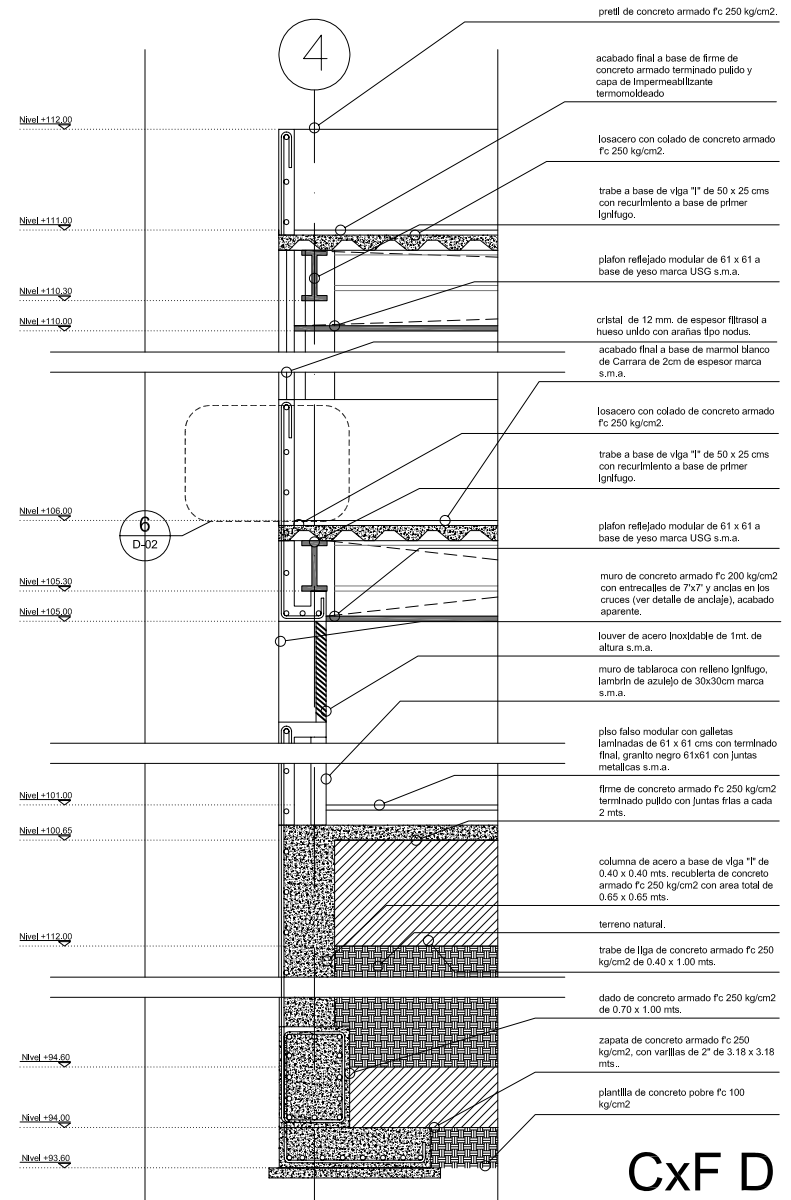 pretil de concreto armado f'c 250 kg/cm2.
4
acabado final a base de firme de
concreto armado terminado pulido y
capa de impermeabilizante
termomoldeado
Nivel +112.00
losacero con colado de concreto armado
f'c 250 kg/cm2.
trabe a base de viga "I" de 50 x 25 cms
con recurimiento a base de primer
ignifugo.
Nivel +111.00
plafon reflejado modular de 61 x 61 a
base de yeso marca USG s.m.a.
Nivel +110.30
cristal de 12 mm. de espesor filtrasol a
hueso unido con arañas tipo nodus.
Nivel +110.00
acabado final a base de marmol blanco
de Carrara de 2cm de espesor marca
s.m.a.
losacero con colado de concreto armado
f'c 250 kg/cm2.
trabe a base de viga "I" de 50 x 25 cms
con recurimiento a base de primer
ignifugo.
Nivel +106.00
6
D-02
plafon reflejado modular de 61 x 61 a
base de yeso marca USG s.m.a.
Nivel +105.30
muro de concreto armado f'c 200 kg/cm2
con entrecalles de 7'x7' y anclas en los
cruces (ver detalle de anclaje), acabado
aparente.
Nivel +105.00
louver de acero inoxidable de 1mt. de
altura s.m.a.
muro de tablaroca con relleno ignifugo,
lambrin de azulejo de 30x30cm marca
s.m.a.
piso falso modular con galletas
laminadas de 61 x 61 cms con terminado
final, granito negro 61x61 con juntas
metalicas s.m.a.
Nivel +101.00
firme de concreto armado f'c 250 kg/cm2
terminado pulido con juntas frias a cada
2 mts.
Nivel +100.65
columna de acero a base de viga "I" de
0.40 x 0.40 mts. recubierta de concreto
armado f'c 250 kg/cm2 con area total de
0.65 x 0.65 mts.
terreno natural.
Nivel +112.00
trabe de liga de concreto armado f'c 250
kg/cm2 de 0.40 x 1.00 mts.
dado de concreto armado f'c 250 kg/cm2
de 0.70 x 1.00 mts.
zapata de concreto armado f'c 250
kg/cm2, con varillas de 2" de 3.18 x 3.18
mts..
Nivel +94.60
plantilla de concreto pobre f'c 100
kg/cm2
Nivel +94.00
Nivel +93.60
CxF D